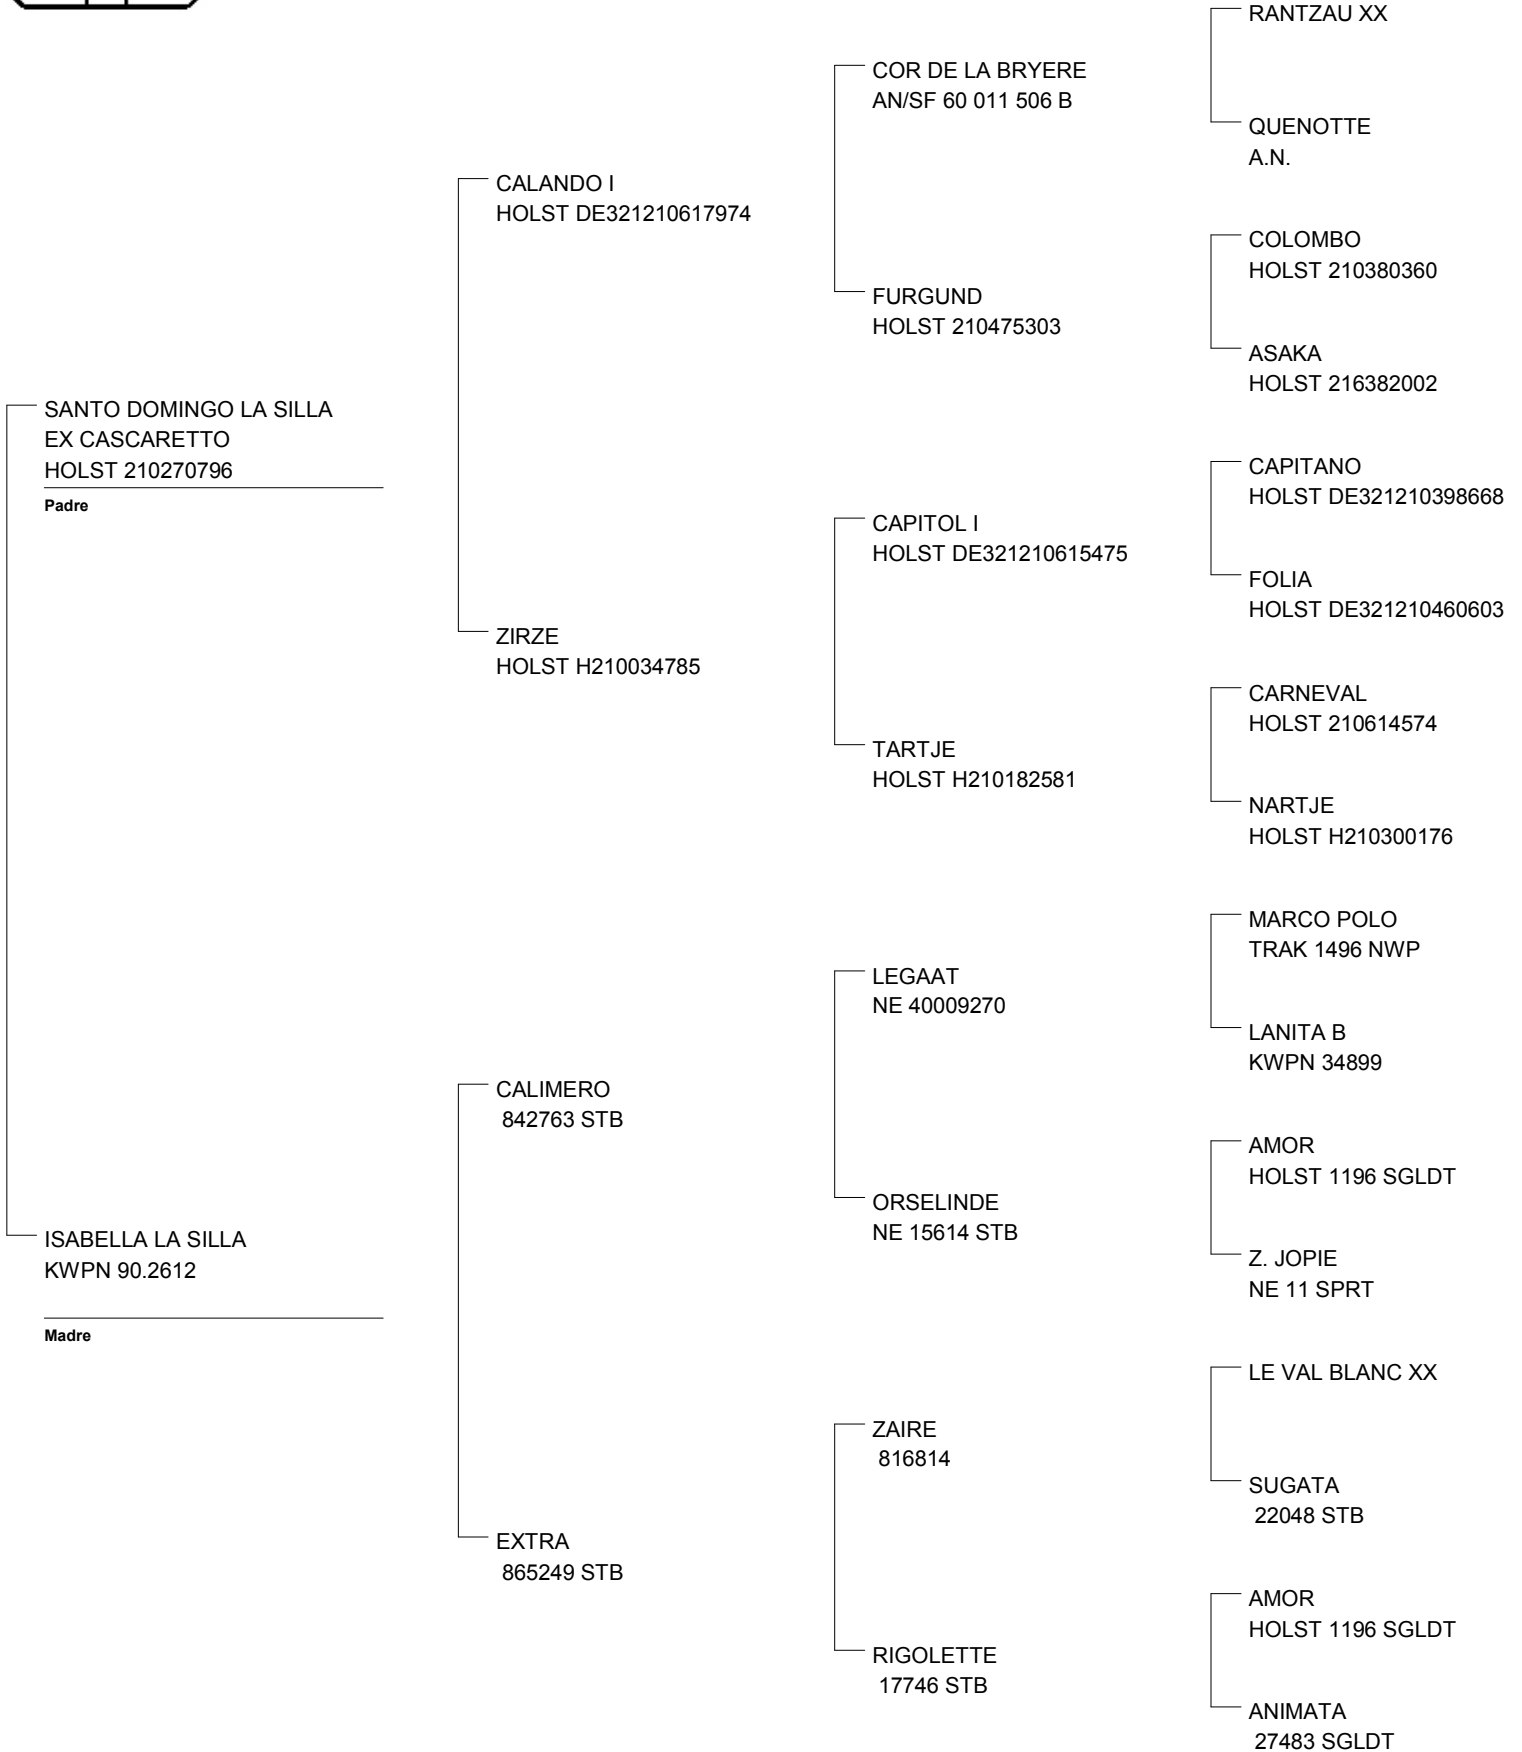 RANTZAU XX
COR DE LA BRYERE
AN/SF 60 011 506 B
QUENOTTE
A.N.
CALANDO I
HOLST DE321210617974
COLOMBO
HOLST 210380360
FURGUND
HOLST 210475303
ASAKA
HOLST 216382002
SANTO DOMINGO LA SILLA
EX CASCARETTO
HOLST 210270796
Padre
CAPITANO
HOLST DE321210398668
CAPITOL I
HOLST DE321210615475
FOLIA
HOLST DE321210460603
ZIRZE
HOLST H210034785
CARNEVAL
HOLST 210614574
TARTJE
HOLST H210182581
NARTJE
HOLST H210300176
MARCO POLO
TRAK 1496 NWP
LEGAAT
NE 40009270
LANITA B
KWPN 34899
CALIMERO
842763 STB
AMOR
HOLST 1196 SGLDT
ORSELINDE
NE 15614 STB
Z. JOPIE
NE 11 SPRT
ISABELLA LA SILLA
KWPN 90.2612
Madre
LE VAL BLANC XX
ZAIRE
816814
SUGATA
22048 STB
EXTRA
865249 STB
AMOR
HOLST 1196 SGLDT
RIGOLETTE
17746 STB
ANIMATA
27483 SGLDT